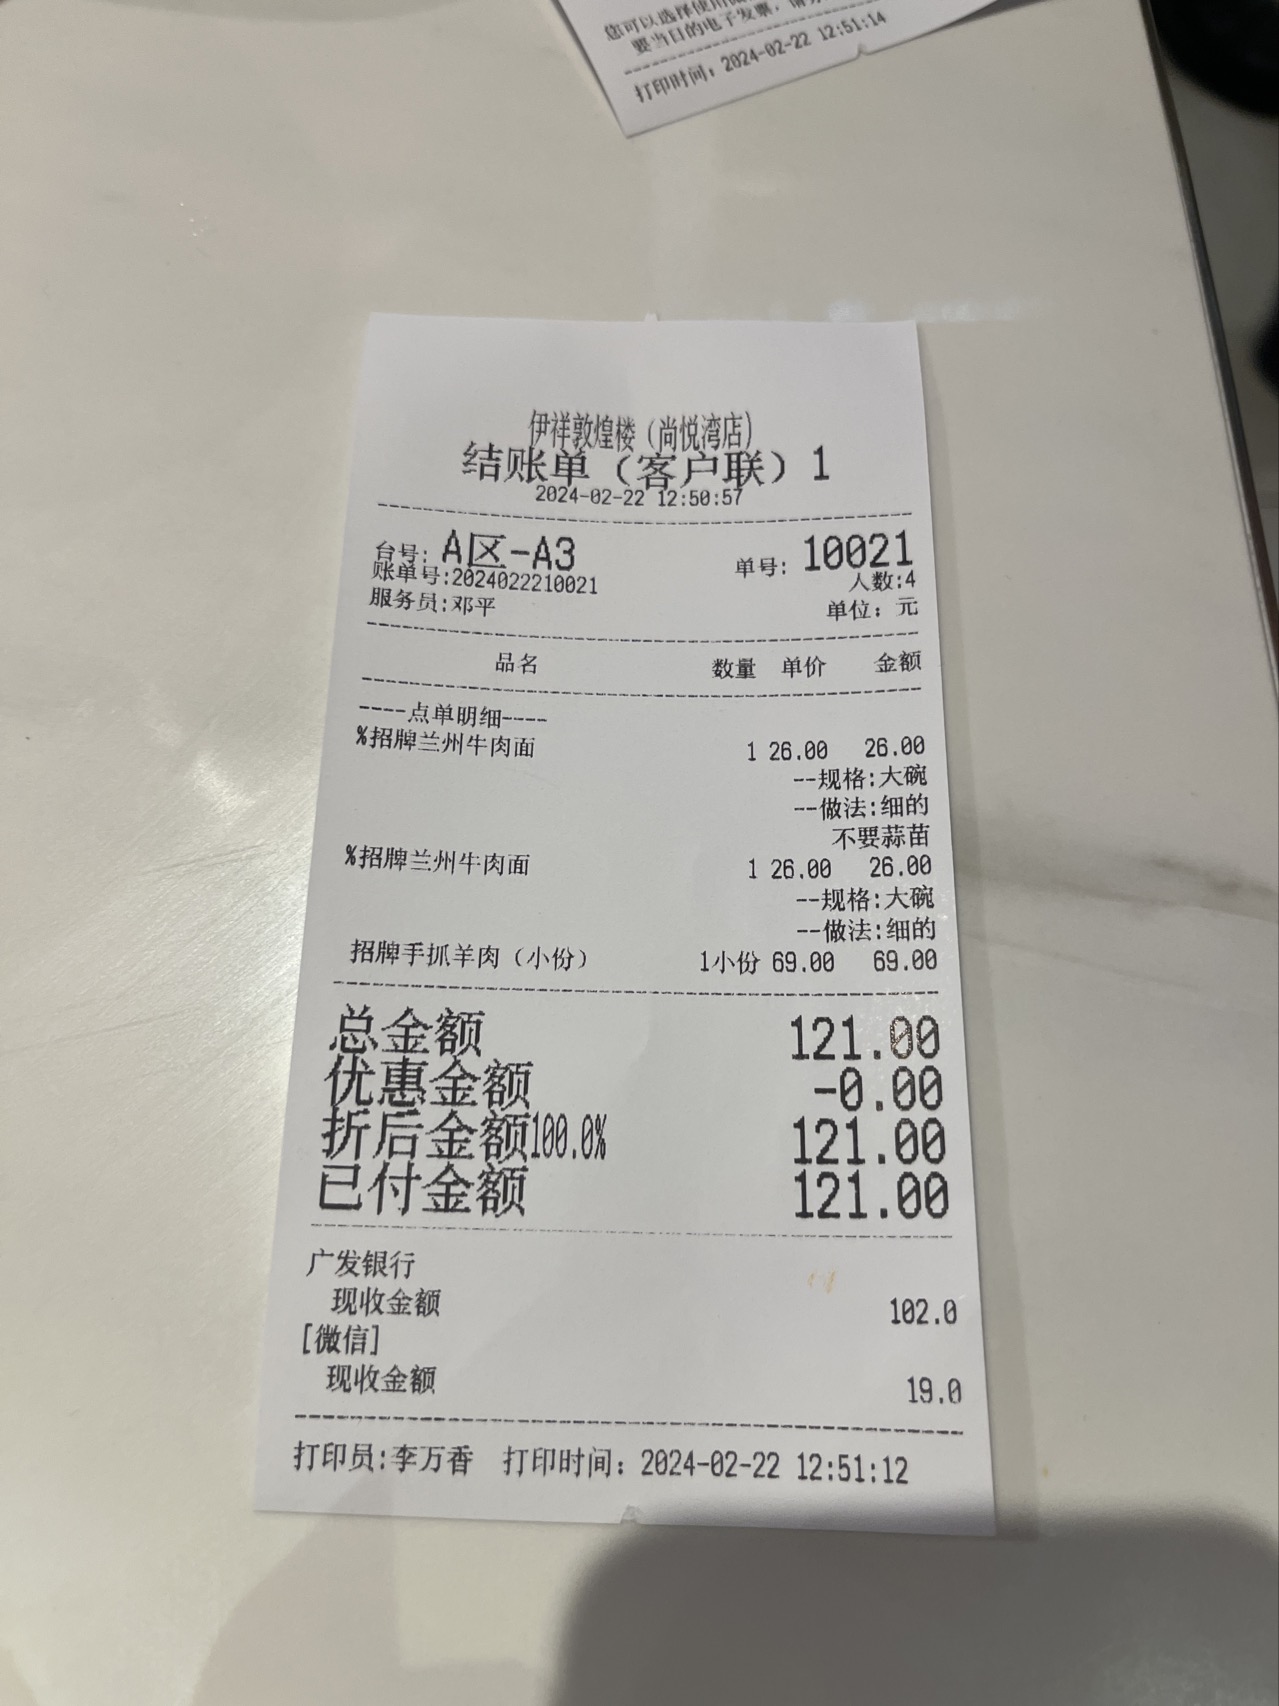 您可以选择使用
要当日的电子发票，请
打印时间：2024-02-22 12:51:14
伊祥敦煌楼（尚悦湾店）
结账单（客户联）1
2024-02-22 12:50:57
台号：A区-A3 单号：10021
账单号:2024022210021 人数:4
服务员:邓平 单位：元
品名 数量 单价 金额
----点单明细----
%招牌兰州牛肉面 1 26.00 26.00
--规格:大碗
--做法:细的
不要蒜苗
%招牌兰州牛肉面 1 26.00 26.00
--规格:大碗
--做法:细的
招牌手抓羊肉（小份） 1小份 69.00 69.00
总金额 121.00
优惠金额 -0.00
折后金额100.0% 121.00
已付金额 121.00
广发银行
现收金额 102.0
[微信]
现收金额 19.0
打印员:李万香 打印时间：2024-02-22 12:51:12